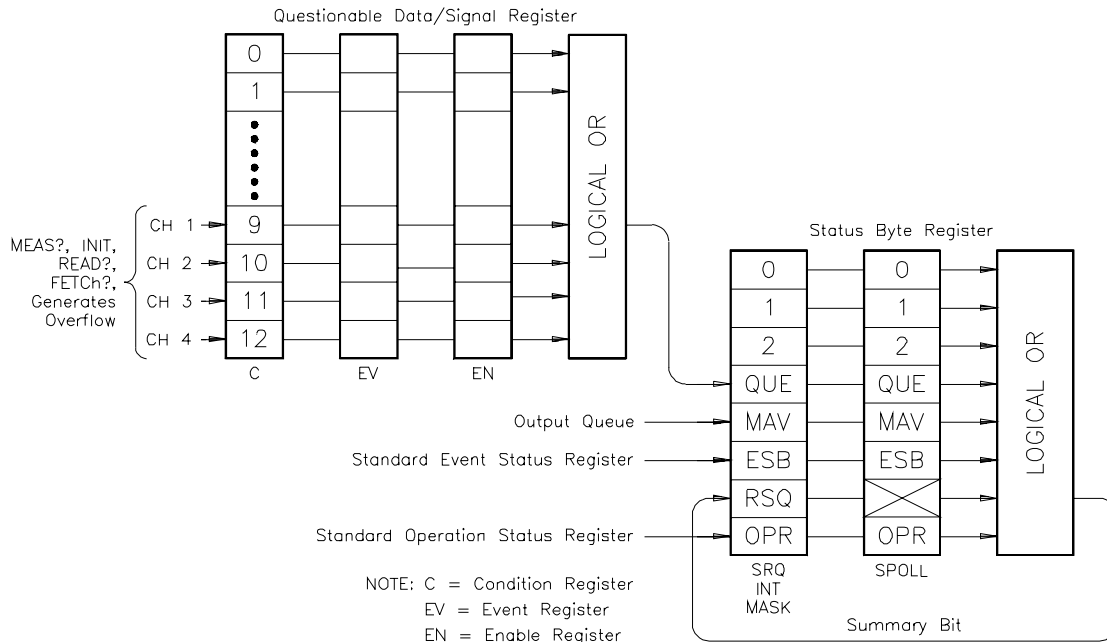 Questionable Data/Signal Register
0
1
CH 1
9
CH 2
10
CH 3
11
CH 4
12
MEAS?, INIT,
READ?,
FETCh?,
Generates
Overflow
C
EV
EN
LOGICAL OR
Status Byte Register
0
0
1
1
2
2
QUE
QUE
Output Queue
MAV
MAV
Standard Event Status Register
ESB
ESB
RSQ
Standard Operation Status Register
OPR
OPR
LOGICAL OR
SRQ
INT
MASK
SPOLL
Summary Bit
NOTE: C = Condition Register
EV = Event Register
EN = Enable Register